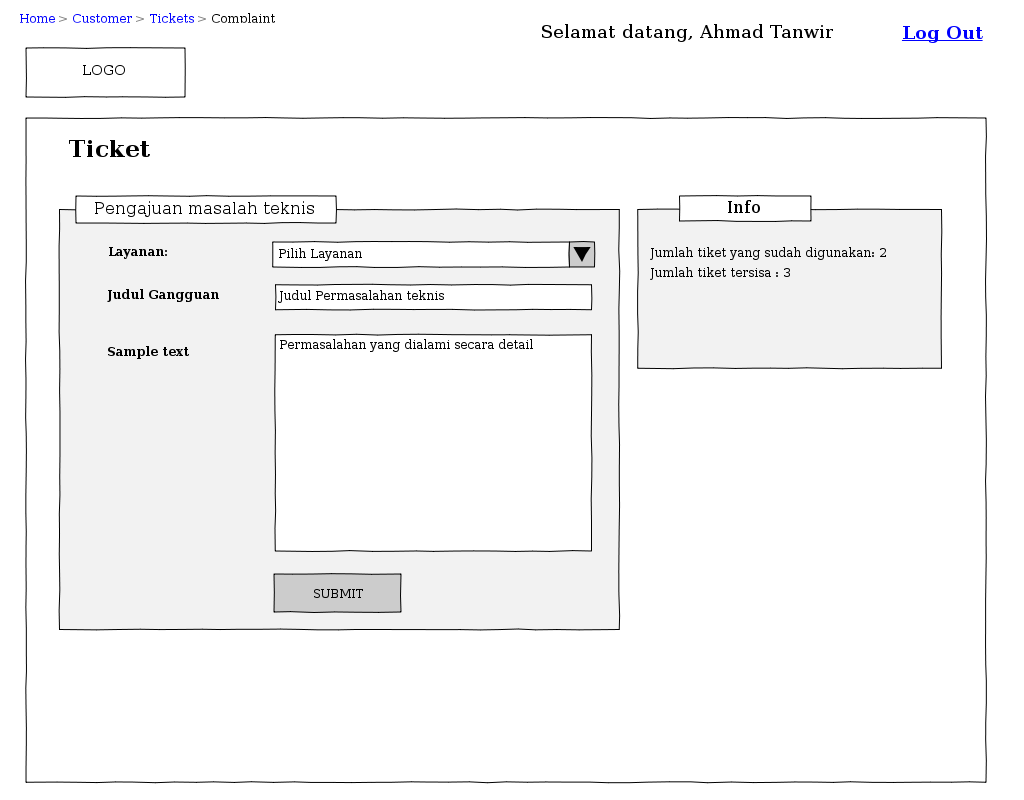 Home > Customer > Tickets > Complaint
Selamat datang, Ahmad Tanwir
Log Out
LOGO
Ticket
Pengajuan masalah teknis
Layanan:
Pilih Layanan
Judul Gangguan
Judul Permasalahan teknis
Sample text
Permasalahan yang dialami secara detail
SUBMIT
Info
Jumlah tiket yang sudah digunakan: 2
Jumlah tiket tersisa : 3